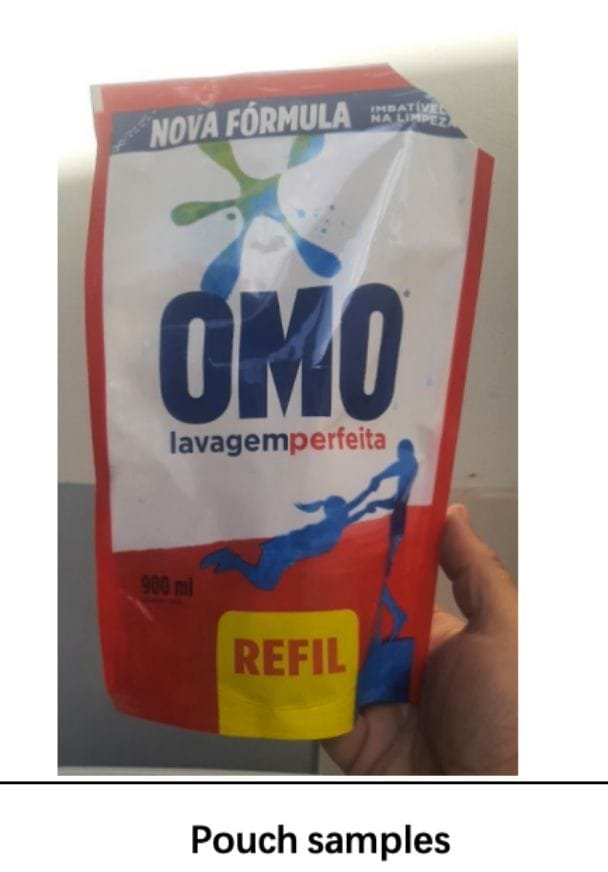 NOVA FÓRMULA
IMBATÍVEL
NA LIMPEZA
OMO
lavagemperfeita
900 ml
REFIL
Pouch samples